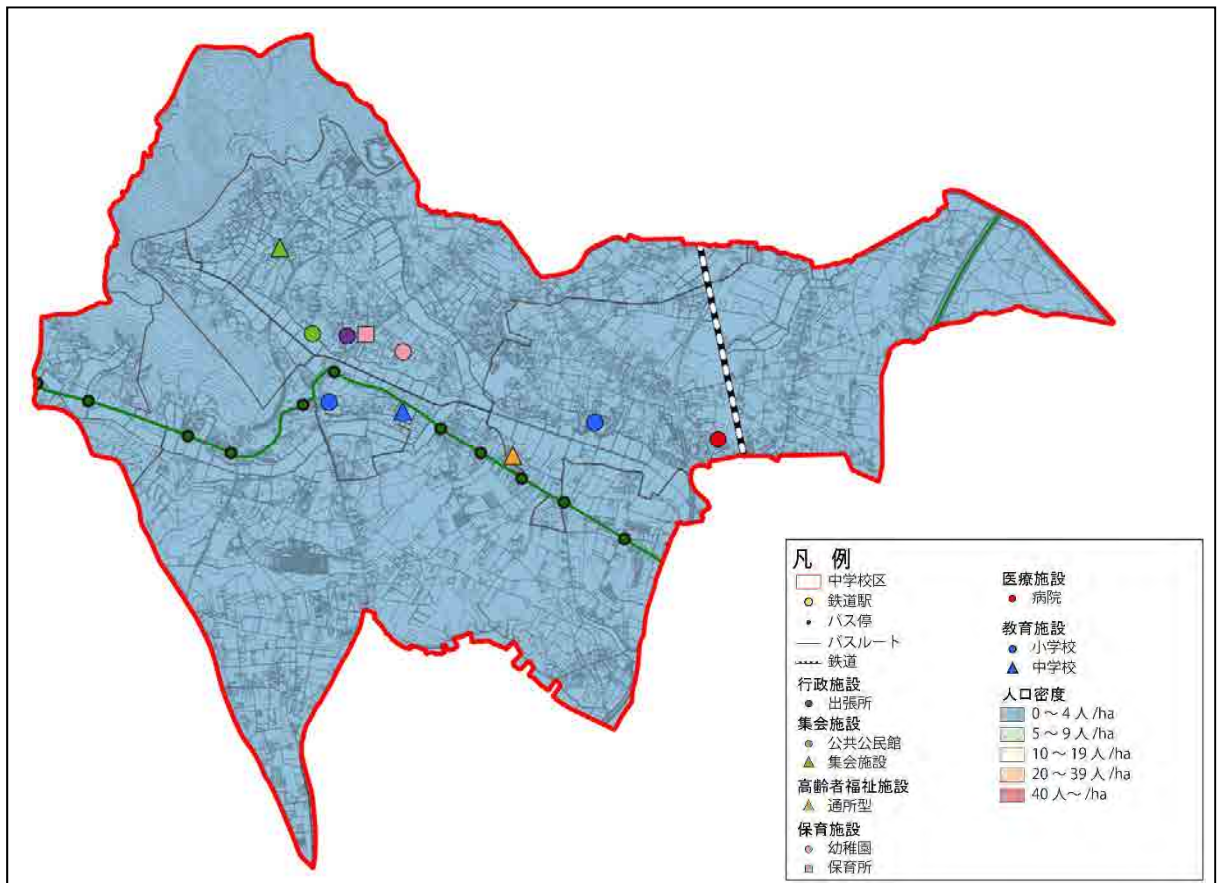 凡 例
中学校区
鉄道駅
バス停
バスルート
鉄道
行政施設
出張所
集会施設
公共公民館
集会施設
高齢者福祉施設
通所型
保育施設
幼稚園
保育所
医療施設
病院
教育施設
小学校
中学校
人口密度
0～4人/ha
5～9人/ha
10～19人/ha
20～39人/ha
40人～/ha